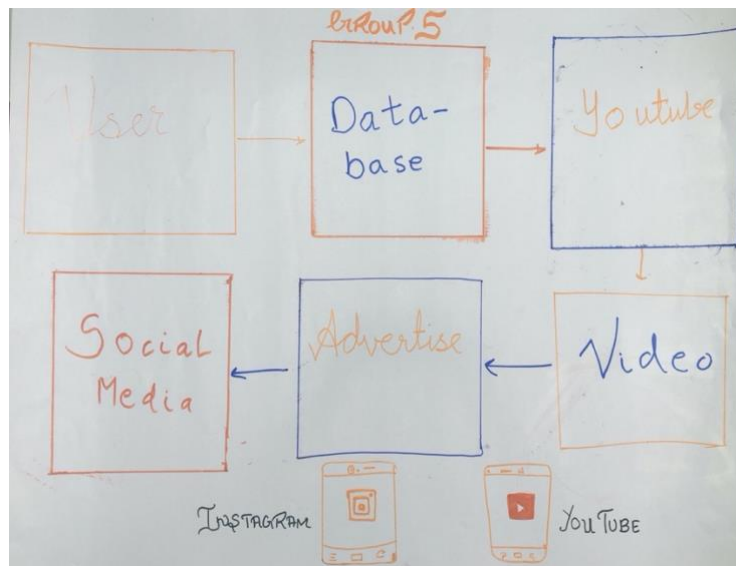 GROUP.5
User
Data-
base
Youtube
Social
Media
Advertise
Video
INSTAGRAM
YOUTUBE